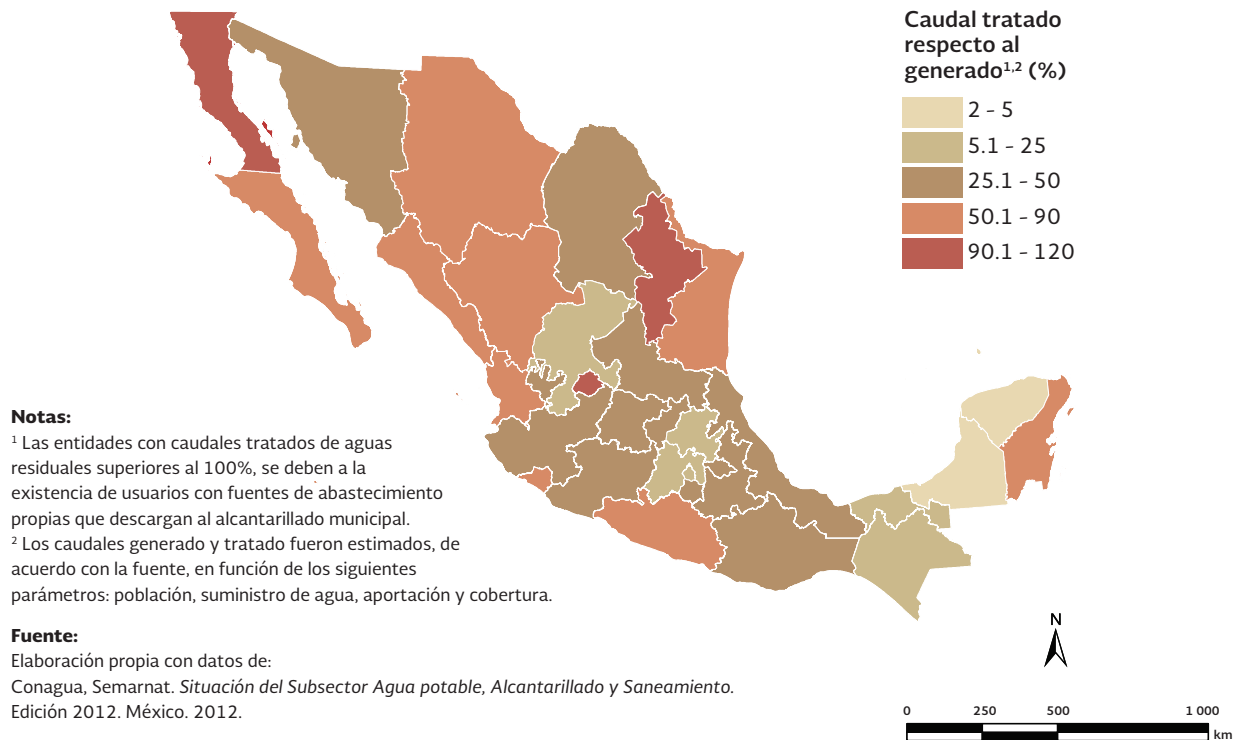 Caudal tratado
respecto al
generado¹,² (%)
2 - 5
5.1 - 25
25.1 - 50
50.1 - 90
90.1 - 120
Notas:
¹ Las entidades con caudales tratados de aguas
residuales superiores al 100%, se deben a la
existencia de usuarios con fuentes de abastecimiento
propias que descargan al alcantarillado municipal.
² Los caudales generado y tratado fueron estimados, de
acuerdo con la fuente, en función de los siguientes
parámetros: población, suministro de agua, aportación y cobertura.
Fuente:
Elaboración propia con datos de:
Conagua, Semarnat. Situación del Subsector Agua potable, Alcantarillado y Saneamiento.
Edición 2012. México. 2012.
N
0 250 500 1 000
km